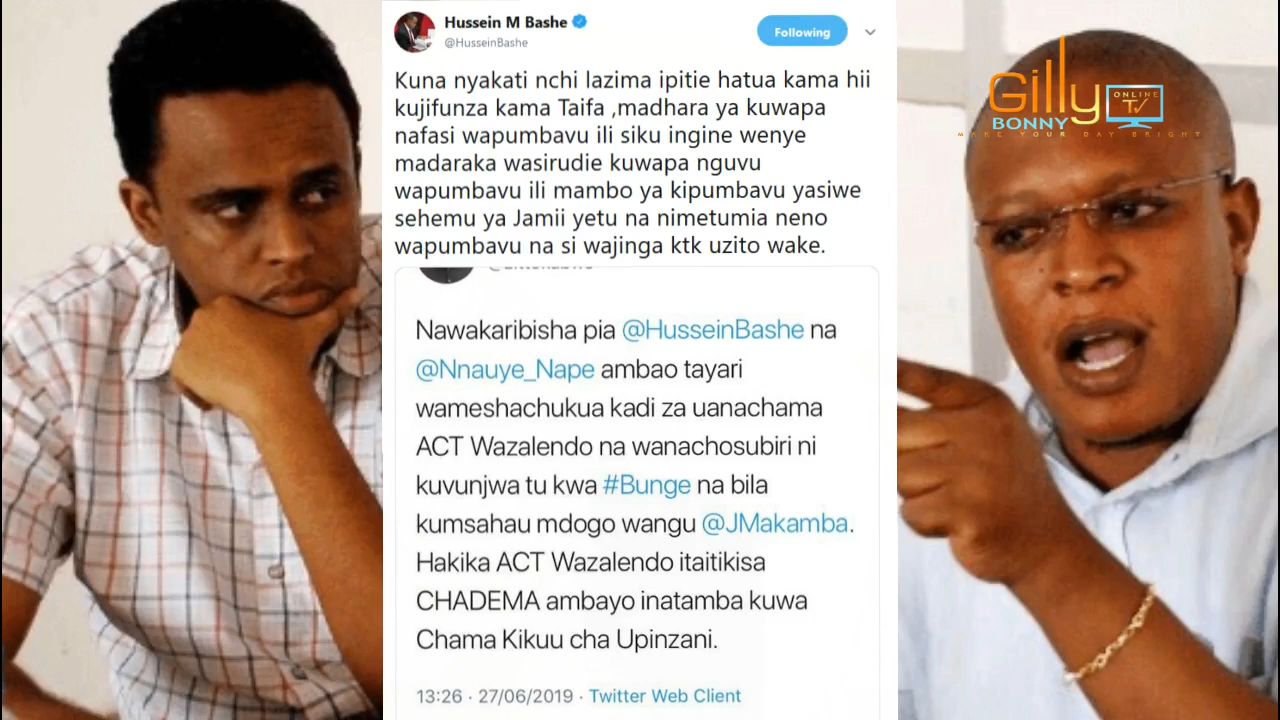 Hussein M Bashe
Following
@HusseinBashe
Kuna nyakati nchi lazima ipitie hatua kama hii
kujifunza kama Taifa ,madhara ya kuwapa
nafasi wapumbavu ili siku ingine wenye
madaraka wasirudie kuwapa nguvu
wapumbavu ili mambo ya kipumbavu yasiwe
sehemu ya Jamii yetu na nimetumia neno
wapumbavu na si wajinga ktk uzito wake.
Nawakaribisha pia @HusseinBashe na
@Nnauye_Nape ambao tayari
wameshachukua kadi za uanachama
ACT Wazalendo na wanachosubiri ni
kuvunjwa tu kwa #Bunge na bila
kumsahau mdogo wangu @JMakamba.
Hakika ACT Wazalendo itaitikisa
CHADEMA ambayo inatamba kuwa
Chama Kikuu cha Upinzani.
13:26 · 27/06/2019 · Twitter Web Client
Gilly
BONNY
ONLINE
TV
MAKE YOUR DAY BRIGHT